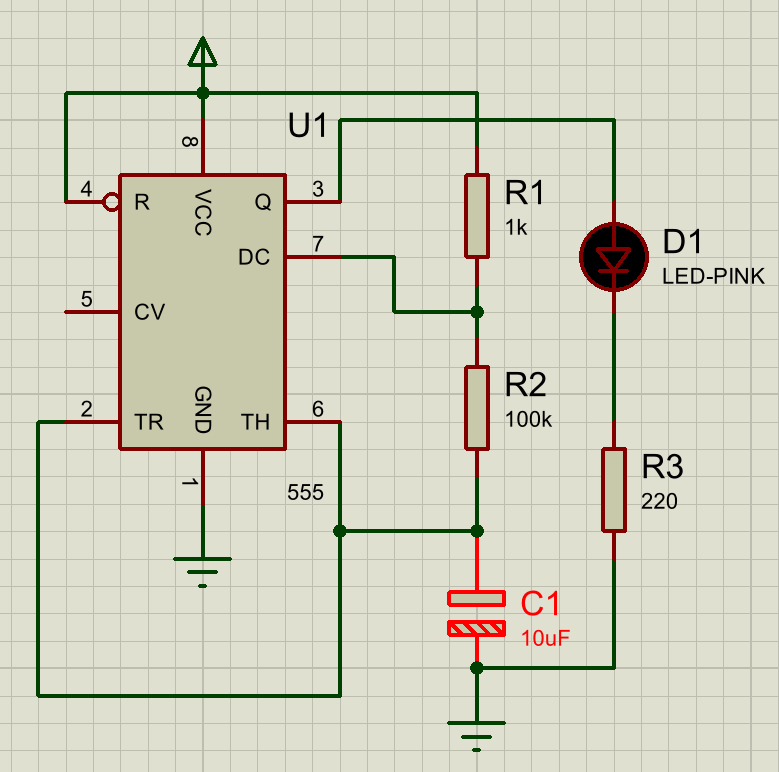 U1
8
VCC
4
R
Q
3
7
DC
5
CV
2
TR
GND
TH
6
1
555
R1
1k
R2
100k
D1
LED-PINK
R3
220
C1
10uF